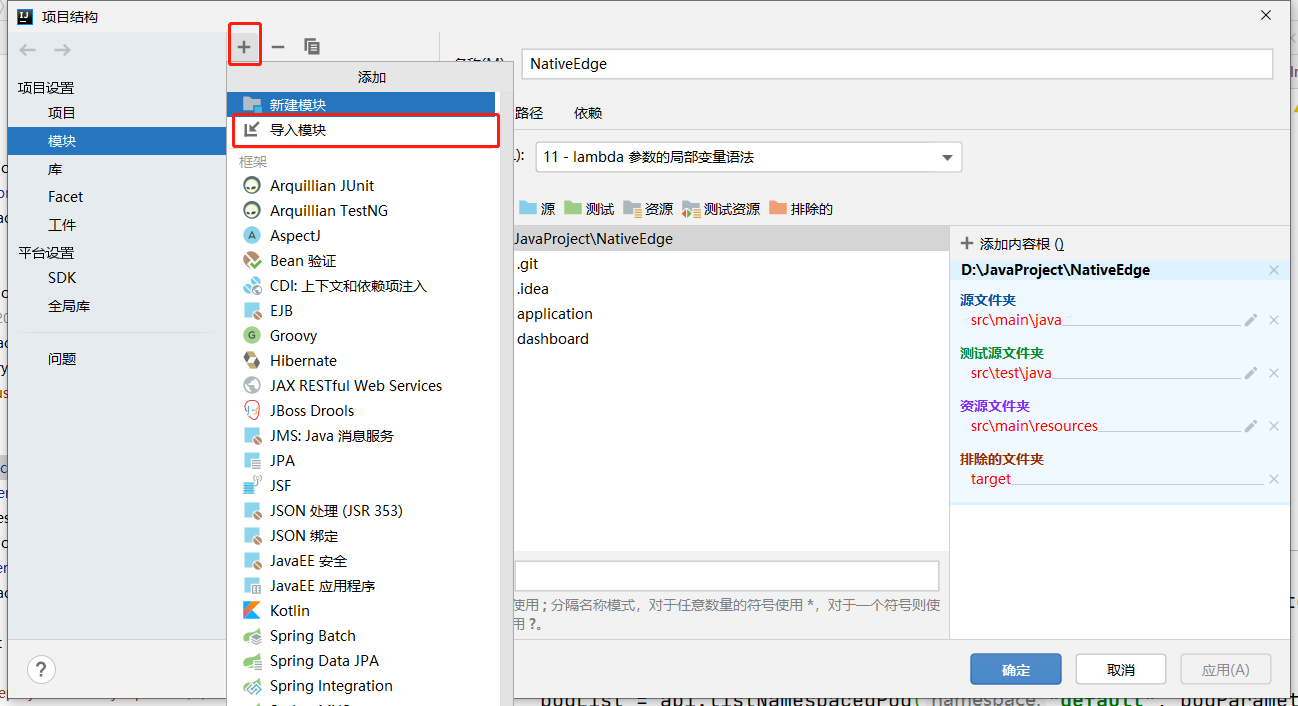 项目结构
项目设置
项目
模块
库
Facet
工件
平台设置
SDK
全局库
问题
添加
新建模块
导入模块
框架
Arquillian JUnit
Arquillian TestNG
AspectJ
Bean 验证
CDI: 上下文和依赖项注入
EJB
Groovy
Hibernate
JAX RESTful Web Services
JBoss Drools
JMS: Java 消息服务
JPA
JSF
JSON 处理 (JSR 353)
JSON 绑定
JavaEE 安全
JavaEE 应用程序
Kotlin
Spring Batch
Spring Data JPA
Spring Integration
名称(M) NativeEdge
路径 依赖
11 - lambda 参数的局部变量语法
源 测试 资源 测试资源 排除的
JavaProject\NativeEdge
.git
.idea
application
dashboard
使用 ; 分隔名称模式，对于任意数量的符号使用 *，对于一个符号则使
用 ?。
添加内容根 ()
D:\JavaProject\NativeEdge
源文件夹
src\main\java
测试源文件夹
src\test\java
资源文件夹
src\main\resources
排除的文件夹
target
? 确定 取消 应用(A)
podList = api.listNamespacedPod( namespace: "default", podParamet